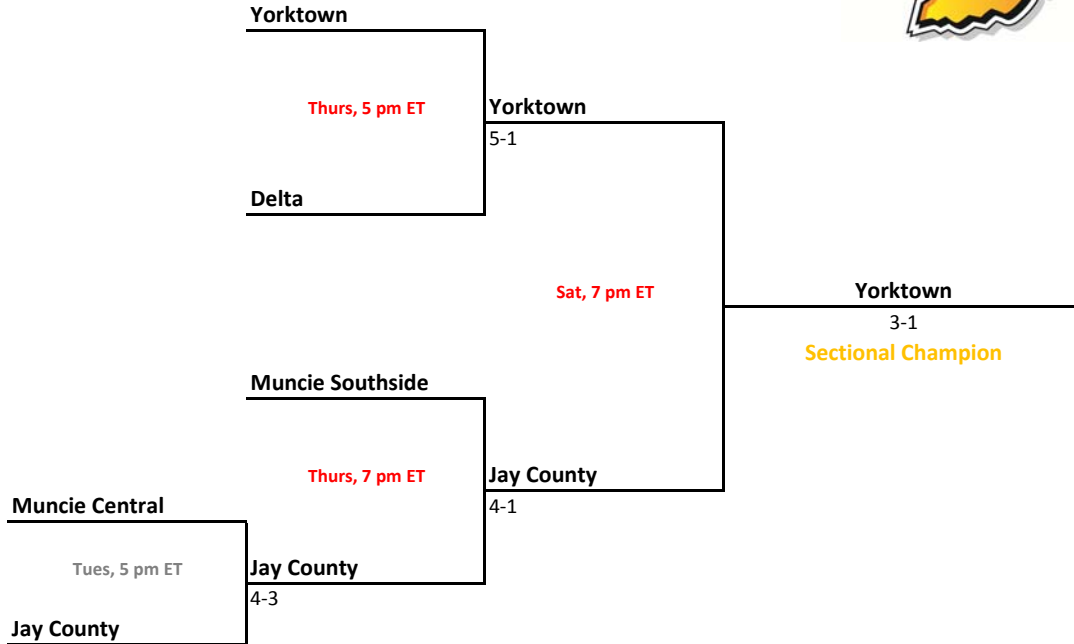 Yorktown
Thurs, 5 pm ET
Yorktown
5-1
Delta
Sat, 7 pm ET
Yorktown
3-1
Sectional Champion
Muncie Southside
Thurs, 7 pm ET
Jay County
4-1
Muncie Central
Tues, 5 pm ET
Jay County
4-3
Jay County